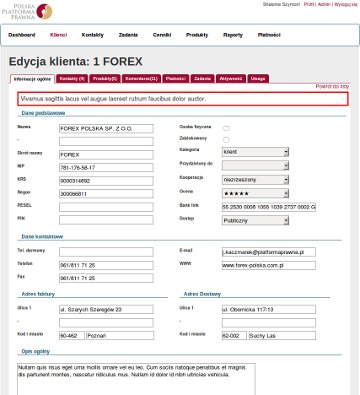 POLSKA
PLATFORMA
PRAWNA
Shalome Szymon! Profil | Admin | Wyloguj się
Dashboard Klienci Kontakty Zadania Cenniki Produkty Raporty Płatności
Edycja klienta: 1 FOREX
Informacje ogólne Kontakty (4) Produkty(5) Komentarze(21) Płatności Zadania Aktywność Uwagi
Powrót do listy
Vivamus sagittis lacus vel augue laoreet rutrum faucibus dolor auctor.
Dane podstawowe
Nazwa FOREX POLSKA SP. Z O.O. Osoba fizyczna
- Zablokowany
Skrót nazwy FOREX Kategoria klient
NIP 781-176-58-17 Przydzielony do
KRS 0000314892 Kooperacja niezrzeszony
Regon 300066811 Ocena ★★★★★
PESEL Bank link 55 2530 0008 1055 1039 2737 0002 G
PIN Dostęp Publiczny
Dane kontaktowe
Tel. darmowy E-mail j.kaczmarek@platformaprawna.pl
Telefon 061/811 71 25 WWW www.forex-polska.com.pl
Fax 061/811 71 25
Adres faktury Adres Dostawy
Ulica 1 ul. Szarych Szeregów 23 Ulica 1 ul. Obornicka 117/13
- -
Kod i miasto 60-462 Poznań Kod i miasto 62-002 Suchy Las
Opis ogólny
Nullam quis risus eget urna mollis ornare vel eu leo. Cum sociis natoque penatibus et magnis
dis parturient montes, nascetur ridiculus mus. Nullam id dolor id nibh ultricies vehicula.